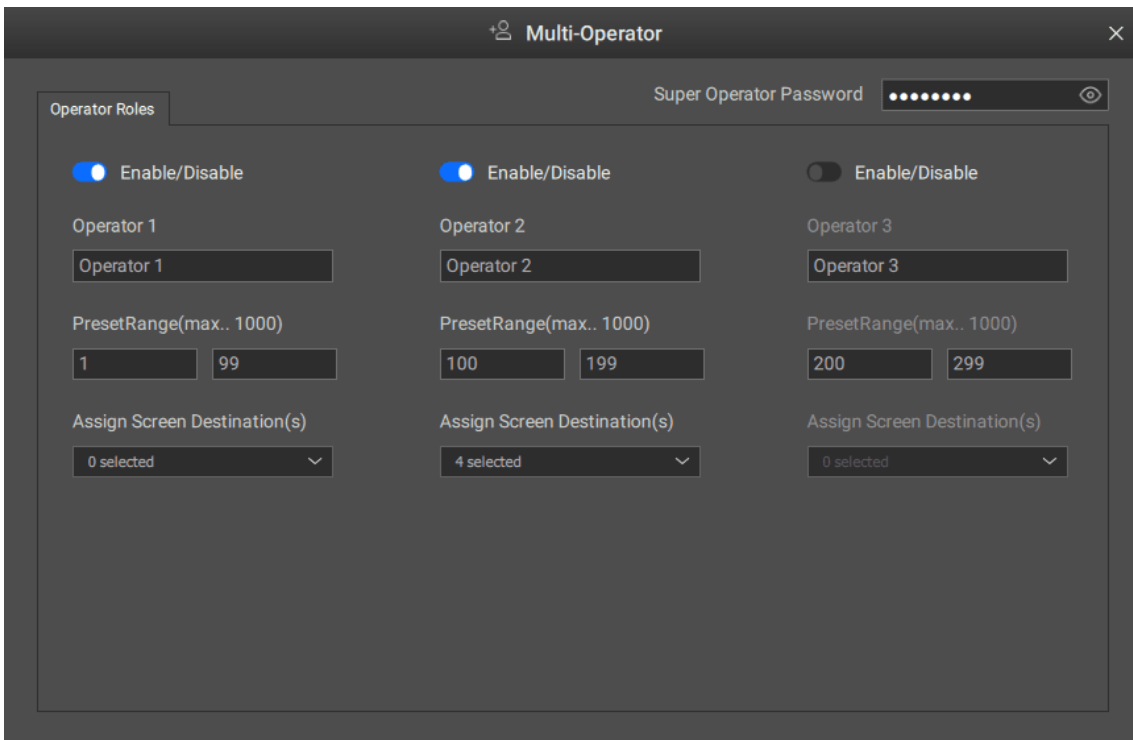 Multi-Operator
Super Operator Password ●●●●●●●●
Operator Roles
Enable/Disable Enable/Disable Enable/Disable
Operator 1 Operator 2 Operator 3
Operator 1 Operator 2 Operator 3
PresetRange(max.. 1000) PresetRange(max.. 1000) PresetRange(max.. 1000)
1 99 100 199 200 299
Assign Screen Destination(s) Assign Screen Destination(s) Assign Screen Destination(s)
0 selected 4 selected 0 selected